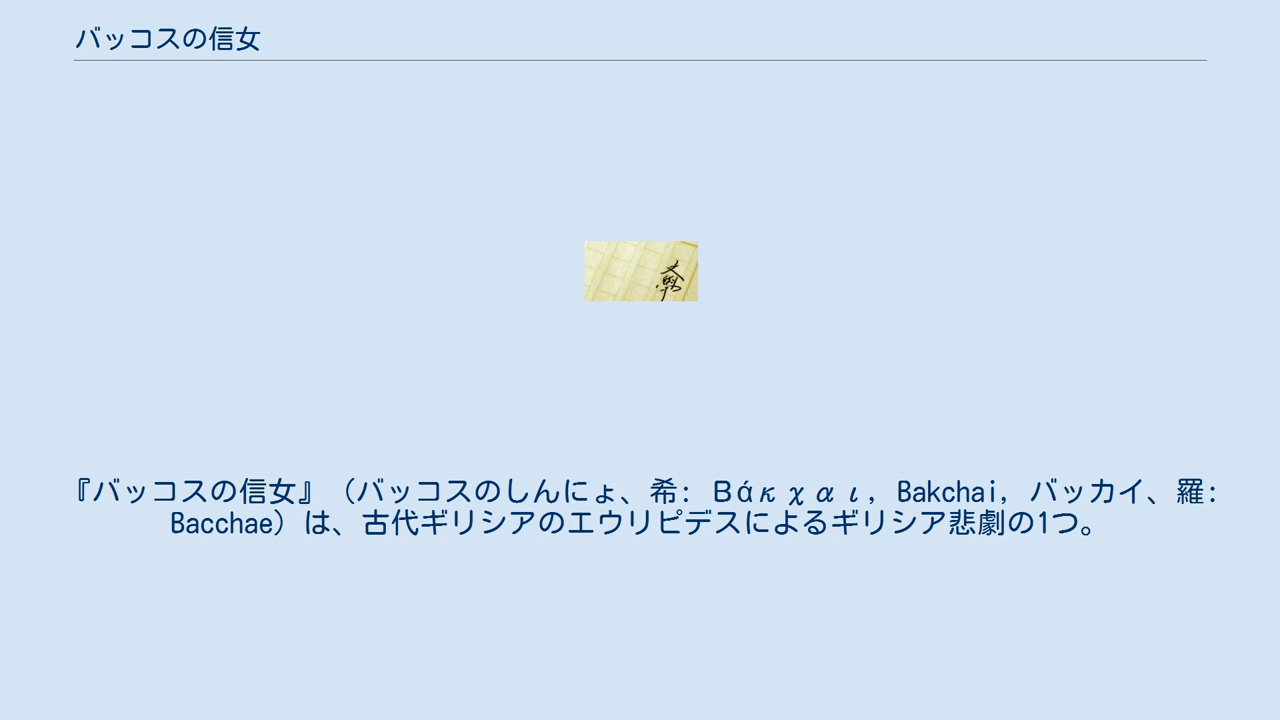 バッコスの信女
『バッコスの信女』（バッコスのしんにょ、希: Βάκχαι, Bakchai, バッカイ、羅:
Bacchae）は、古代ギリシアのエウリピデスによるギリシア悲劇の1つ。